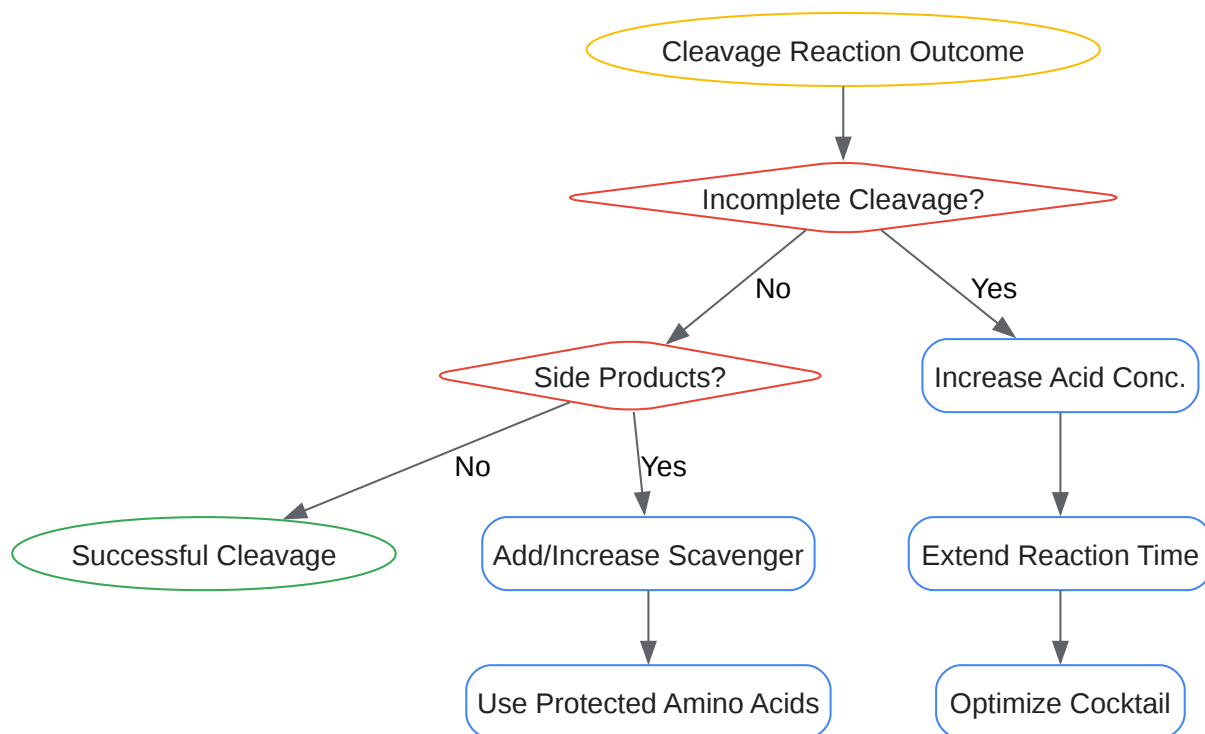 Cleavage Reaction Outcome
Incomplete Cleavage?
No
Yes
Side Products?
Increase Acid Conc.
No
Yes
Successful Cleavage
Add/Increase Scavenger
Extend Reaction Time
Use Protected Amino Acids
Optimize Cocktail